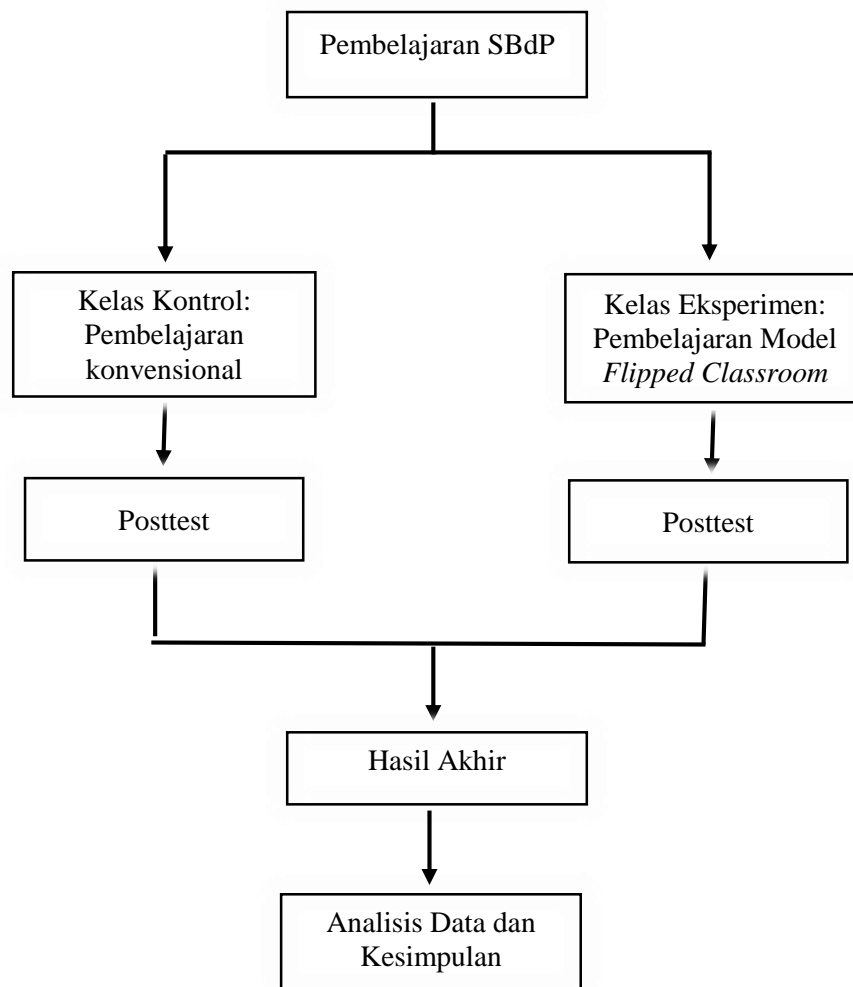 Pembelajaran SBdP
Kelas Kontrol:
Pembelajaran
konvensional
Kelas Eksperimen:
Pembelajaran Model
Flipped Classroom
Posttest
Posttest
Hasil Akhir
Analisis Data dan
Kesimpulan